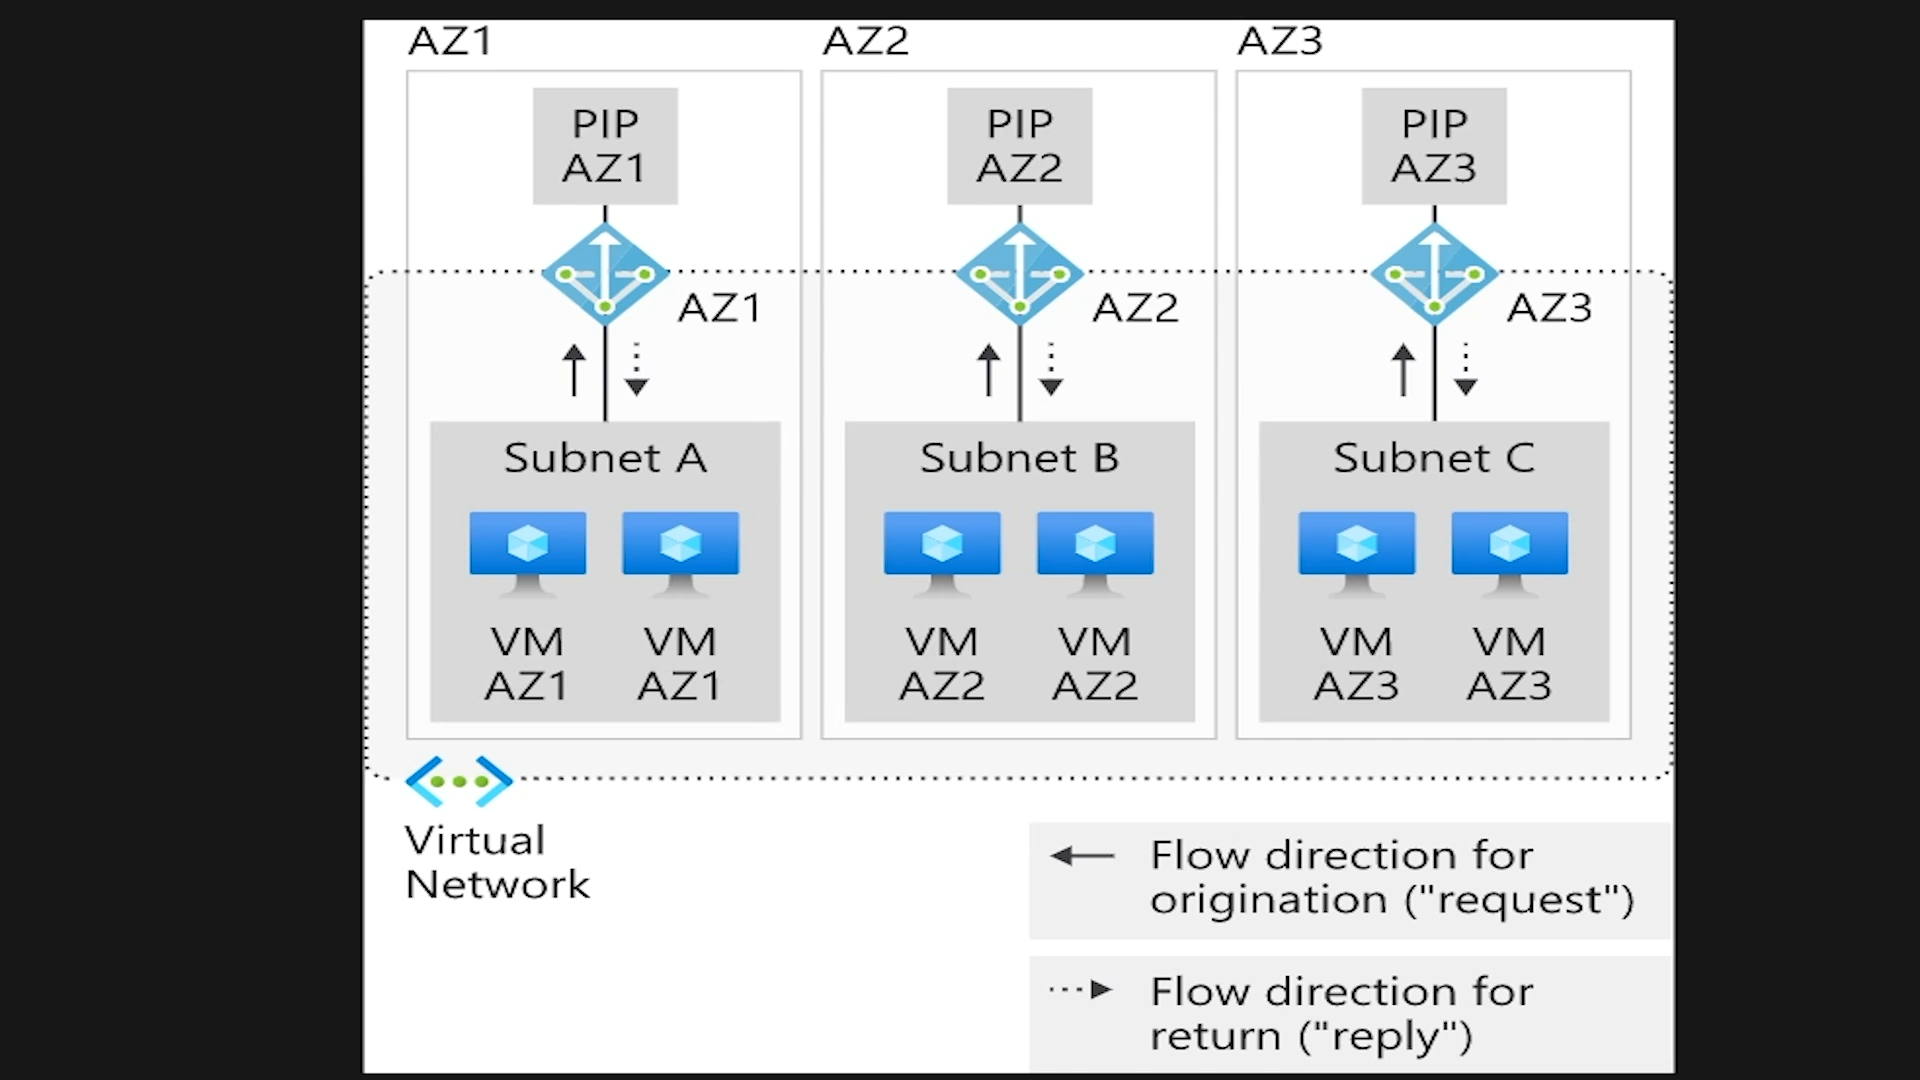 AZ1 AZ2 AZ3
PIP
AZ1
PIP
AZ2
PIP
AZ3
AZ1
AZ2
AZ3
Subnet A
Subnet B
Subnet C
VM
AZ1
VM
AZ1
VM
AZ2
VM
AZ2
VM
AZ3
VM
AZ3
Virtual
Network
Flow direction for
origination ("request")
Flow direction for
return ("reply")